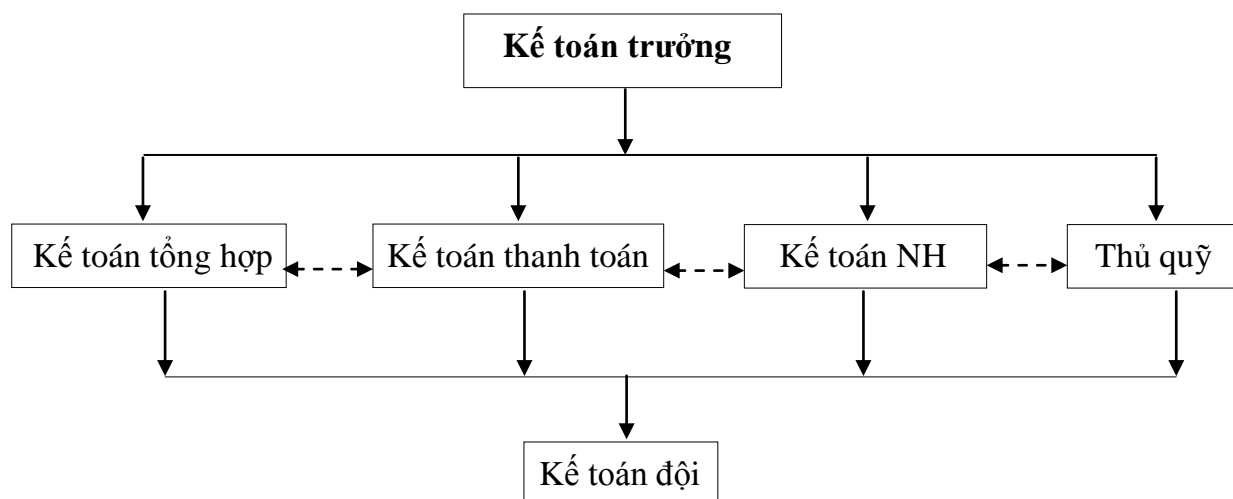 Kế toán trưởng
Kế toán tổng hợp
Kế toán thanh toán
Kế toán NH
Thủ quỹ
Kế toán đội